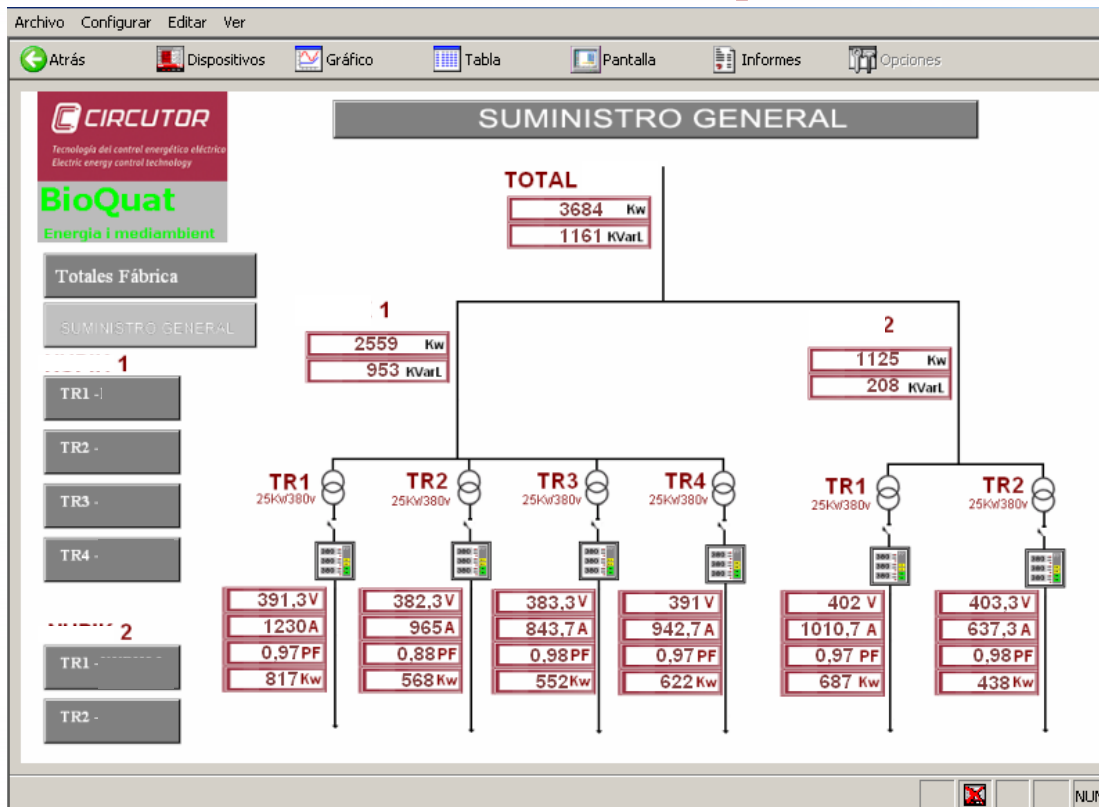 Archivo Configurar Editar Ver
Atrás Dispositivos Gráfico Tabla Pantalla Informes Opciones
CIRCUTOR
Tecnología del control energético eléctrico
Electric energy control technology
BioQuat
Energia i mediambient
SUMINISTRO GENERAL
TOTAL
3684 Kw
1161 KVarL
Totales Fábrica
SUMINISTRO GENERAL
1
2559 Kw
953 KVarL
2
1125 Kw
208 KVarL
1
TR1 -
TR2 -
TR3 -
TR4 -
2
TR1 -
TR2 -
TR1
25Kw/380v
391,3 V
1230 A
0,97 PF
817 Kw
TR2
25Kw/380v
382,3 V
965 A
0,88 PF
568 Kw
TR3
25Kw/380v
383,3 V
843,7 A
0,98 PF
552 Kw
TR4
25Kw/380v
391 V
942,7 A
0,97 PF
622 Kw
TR1
25Kw/380v
402 V
1010,7 A
0,97 PF
687 Kw
TR2
25Kw/380v
403,3 V
637,3 A
0,98 PF
438 Kw